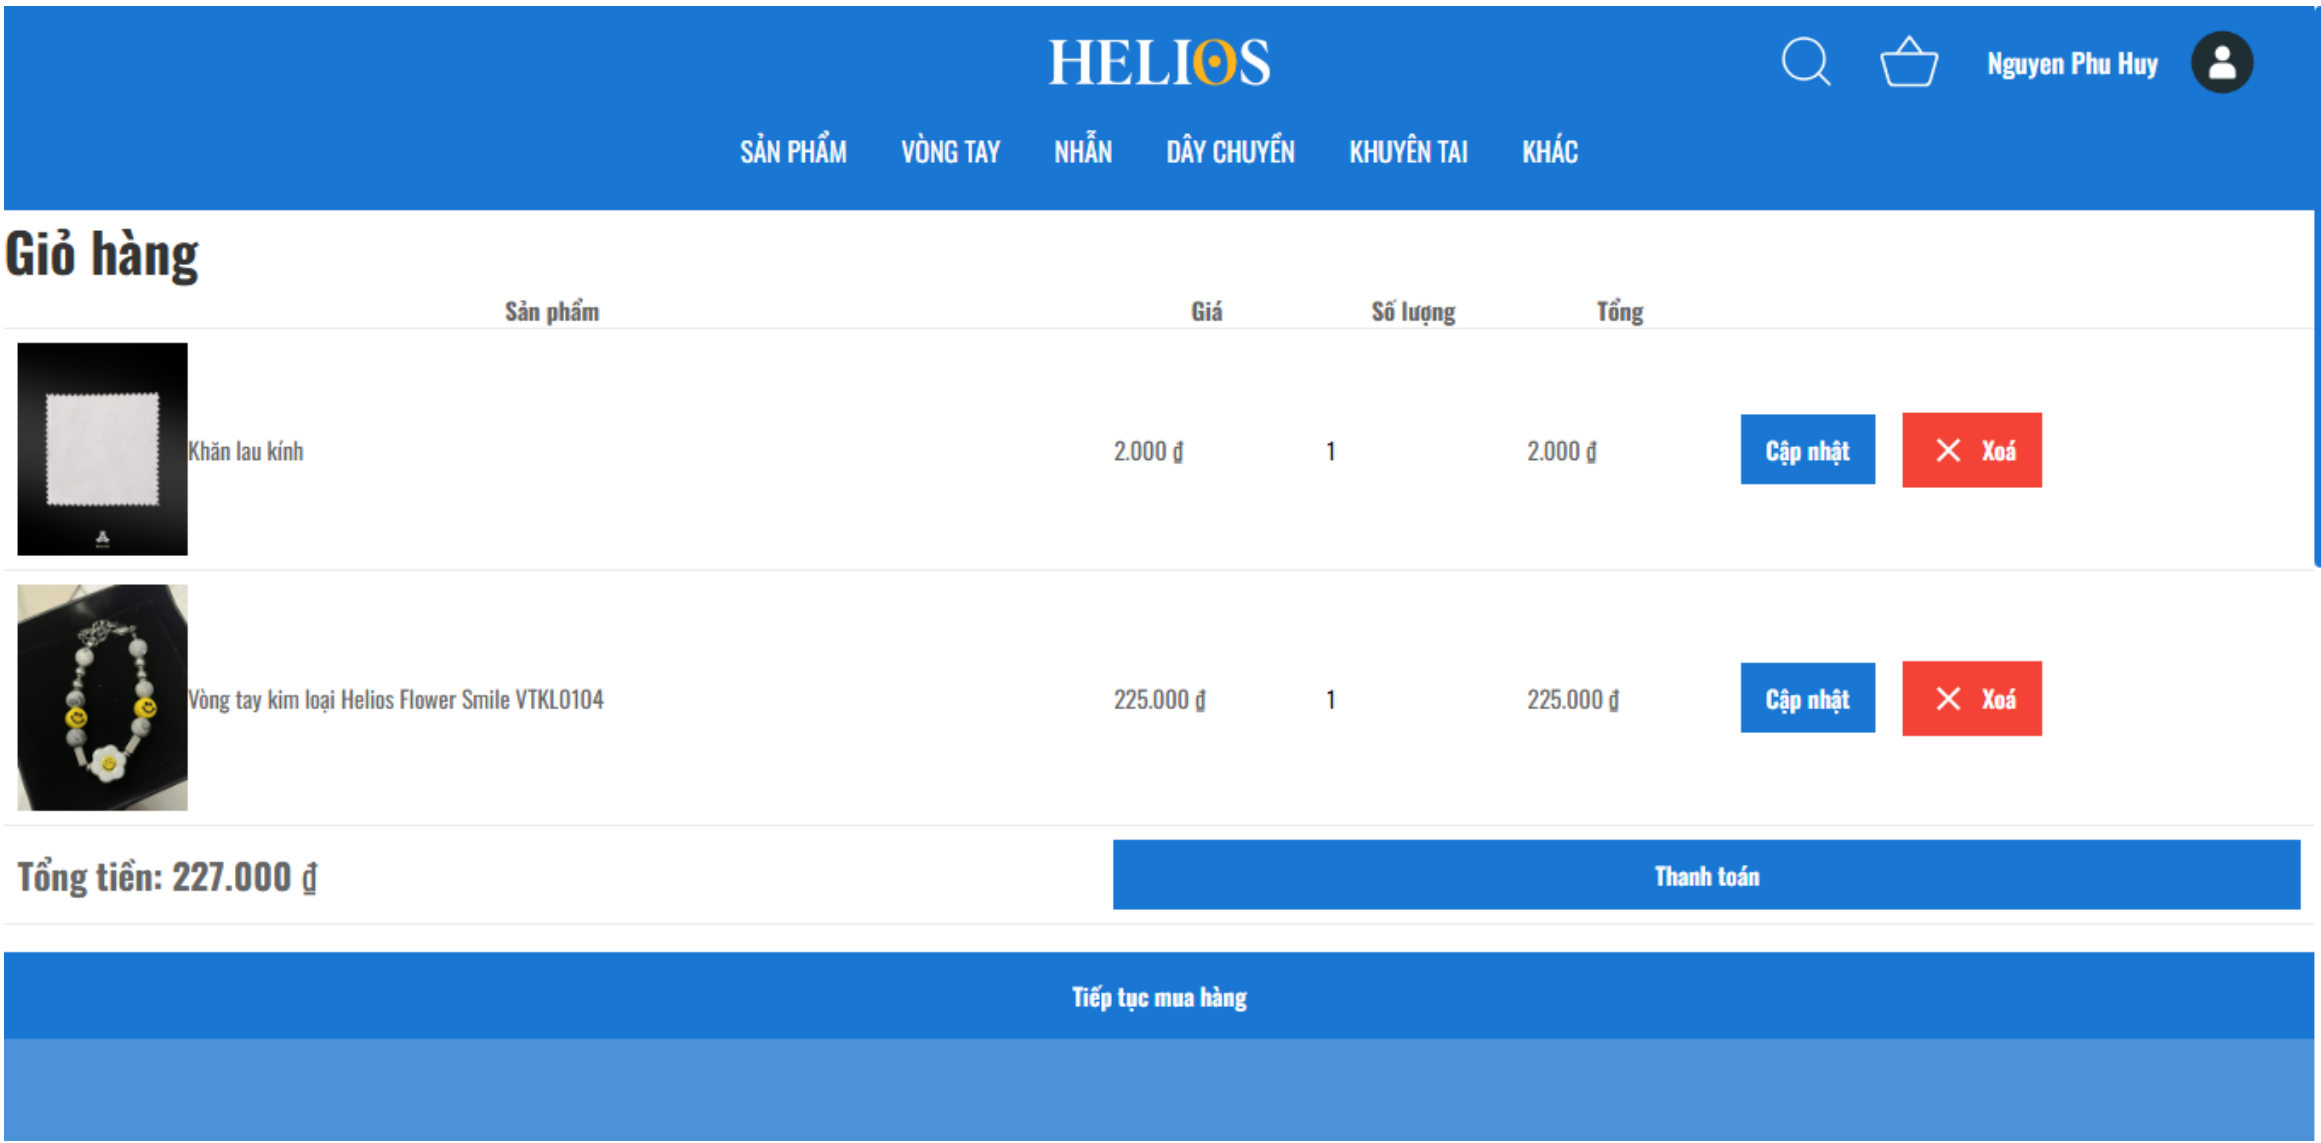 HELIOS
Nguyen Phu Huy
SẢN PHẨM VÒNG TAY NHẪN DÂY CHUYỀN KHUYÊN TAI KHÁC
Giỏ hàng
Sản phẩm Giá Số lượng Tổng
Khăn lau kính 2.000 ₫ 1 2.000 ₫ Cập nhật Xoá
Vòng tay kim loại Helios Flower Smile VTKL0104 225.000 ₫ 1 225.000 ₫ Cập nhật Xoá
Tổng tiền: 227.000 ₫ Thanh toán
Tiếp tục mua hàng